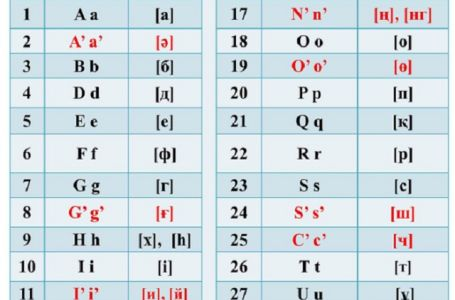 1 A a [а] 17 N' n' [ң], [нг]
2 A' a' [ә] 18 O o [о]
3 B b [б] 19 O' o' [ө]
4 D d [д] 20 P p [п]
5 E e [е] 21 Q q [қ]
6 F f [ф] 22 R r [р]
7 G g [г] 23 S s [с]
8 G' g' [ғ] 24 S' s' [ш]
9 H h [х], [һ] 25 C' c' [ч]
10 I i [і] 26 T t [т]
11 I' i' [и], [й] 27 U u [ұ]